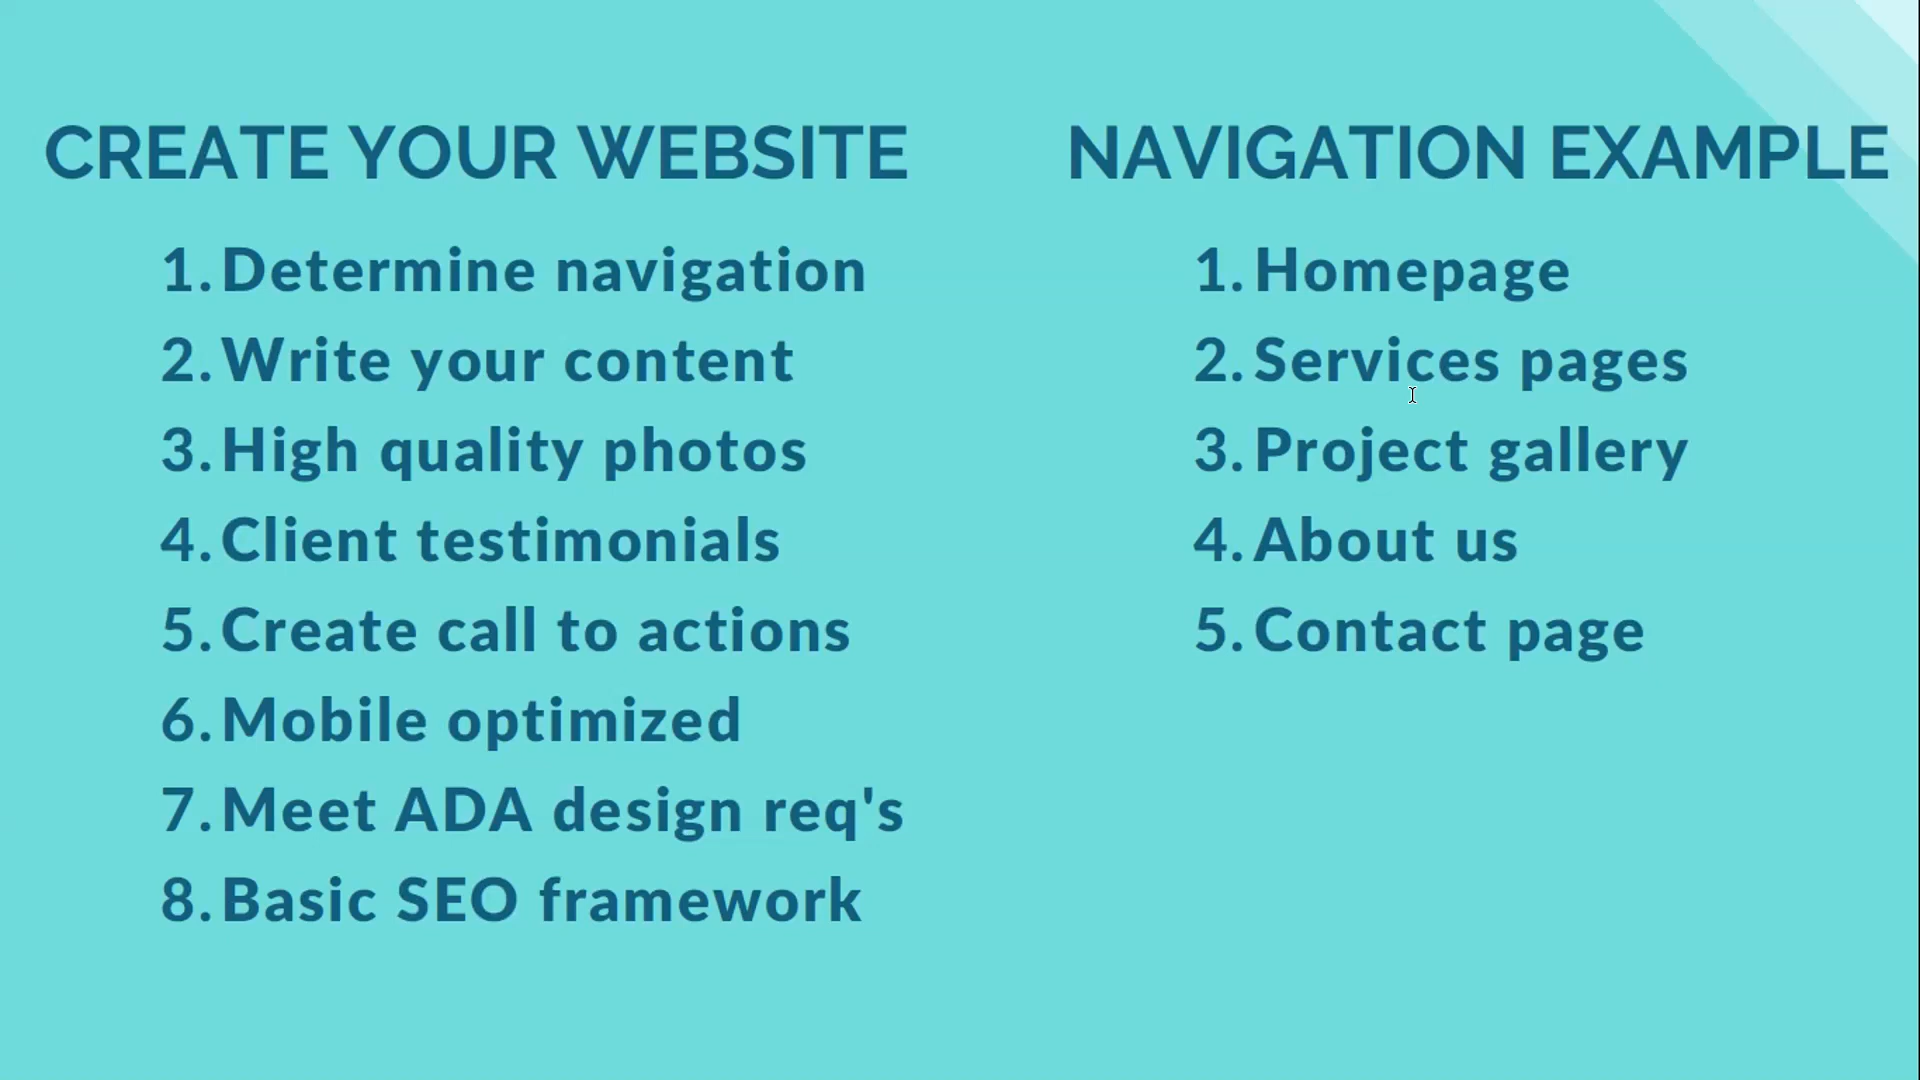 CREATE YOUR WEBSITE
1. Determine navigation
2. Write your content
3. High quality photos
4. Client testimonials
5. Create call to actions
6. Mobile optimized
7. Meet ADA design req's
8. Basic SEO framework
NAVIGATION EXAMPLE
1. Homepage
2. Services pages
3. Project gallery
4. About us
5. Contact page